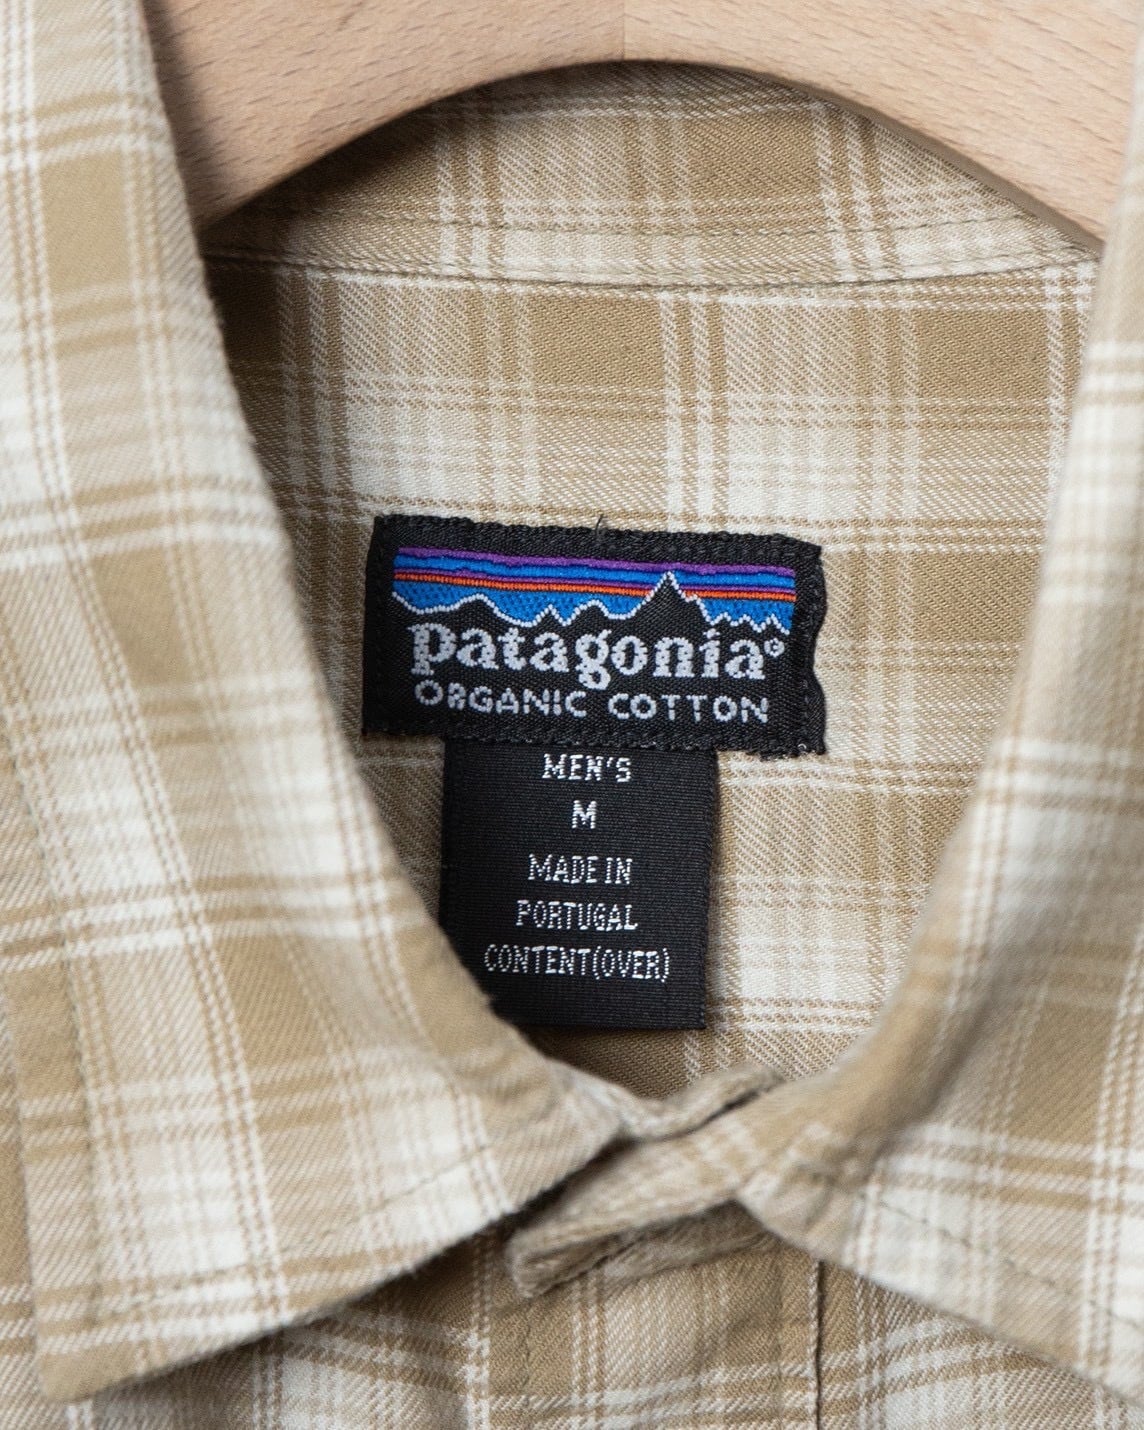 patagonia®
ORGANIC COTTON
MEN'S
M
MADE IN
PORTUGAL
CONTENT(OVER)